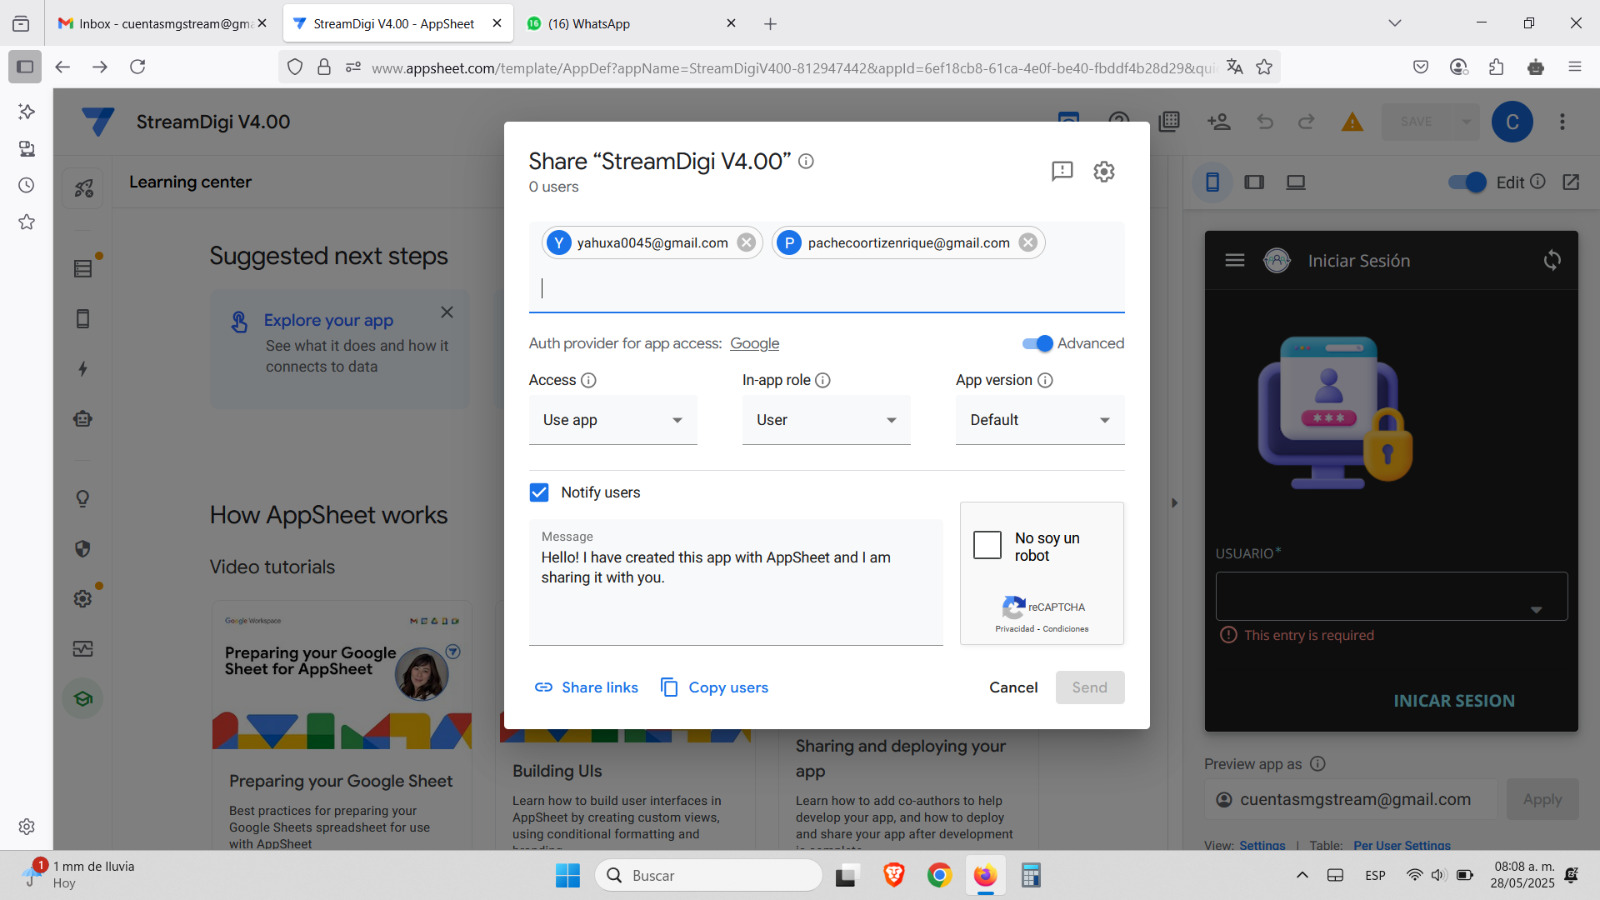 Inbox - cuentasmgstream@gm
StreamDigi V4.00 - AppSheet
(16) WhatsApp
www.appsheet.com/template/AppDef?appName=StreamDigiV400-812947442&appId=6ef18cb8-61ca-4e0f-be40-fbddf4b28d29&qui
StreamDigi V4.00
SAVE
C
Learning center
Edit
Suggested next steps
Explore your app
See what it does and how it
connects to data
How AppSheet works
Video tutorials
Google Workspace
Preparing your Google
Sheet for AppSheet
Preparing your Google Sheet
Best practices for preparing your
Google Sheets spreadsheet for use
with AppSheet
Building UIs
Learn how to build user interfaces in
AppSheet by creating custom views,
using conditional formatting and
Sharing and deploying your
app
Learn how to add co-authors to help
develop your app, and how to deploy
and share your app after development
Share “StreamDigi V4.00”
0 users
Y yahuxa0045@gmail.com
P pachecoortizenrique@gmail.com
Auth provider for app access: Google
Advanced
Access
In-app role
App version
Use app
User
Default
Notify users
Message
Hello! I have created this app with AppSheet and I am
sharing it with you.
No soy un
robot
reCAPTCHA
Privacidad - Condiciones
Share links
Copy users
Cancel
Send
Iniciar Sesión
***
USUARIO*
This entry is required
INICAR SESION
Preview app as
cuentasmgstream@gmail.com
Apply
View: Settings | Table: Per User Settings
1
1 mm de lluvia
Hoy
Buscar
ESP
08:08 a. m.
28/05/2025